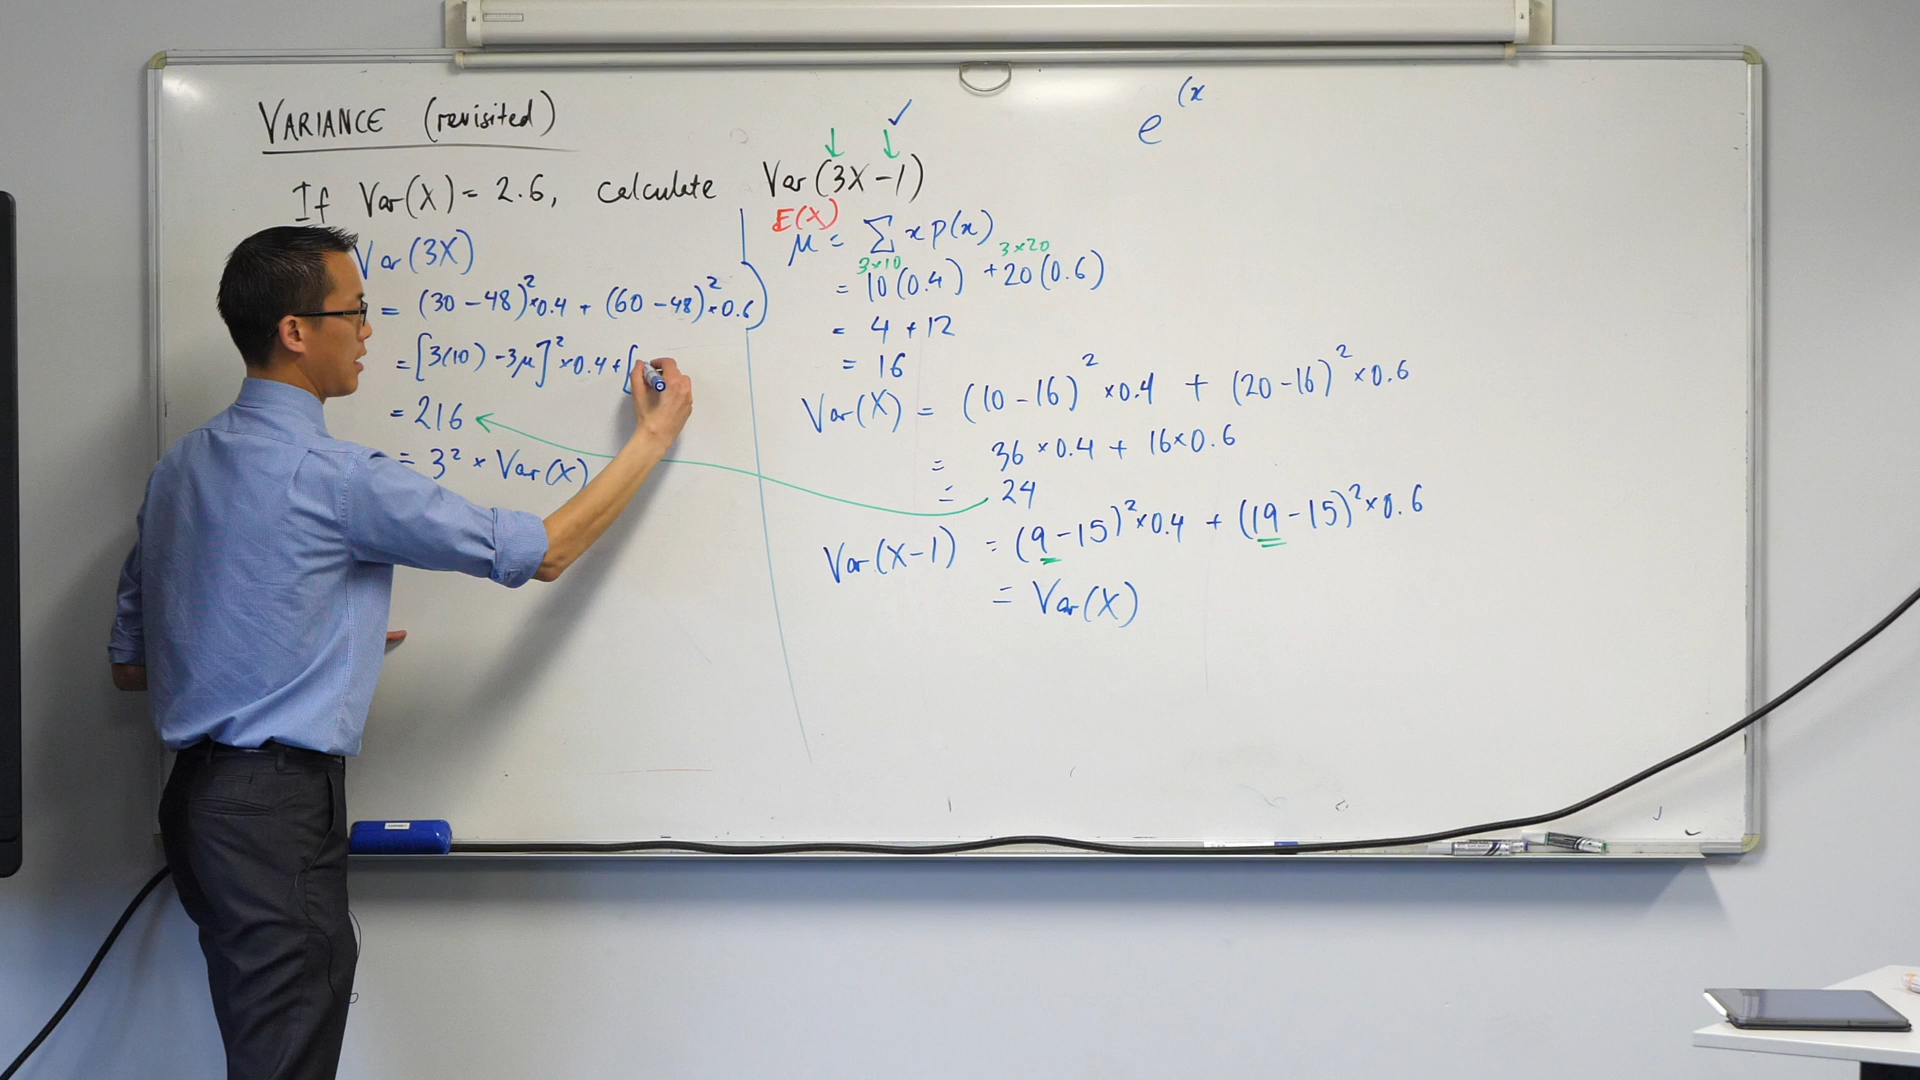 VARIANCE (revisited)
If Var(X) = 2.6, calculate Var(3X-1)
Var(3X)
= (30-48)²×0.4 + (60-48)²×0.6
= [3(10)-3μ]²×0.4+[
= 216
= 3² × Var(X)
E(X)
μ = Σ x p(x)
3×10 3×20
= 10(0.4) + 20(0.6)
= 4 + 12
= 16
Var(X) = (10-16)²×0.4 + (20-16)²×0.6
= 36×0.4 + 16×0.6
= 24
Var(X-1) = (9-15)²×0.4 + (19-15)²×0.6
= Var(X)
e^(x